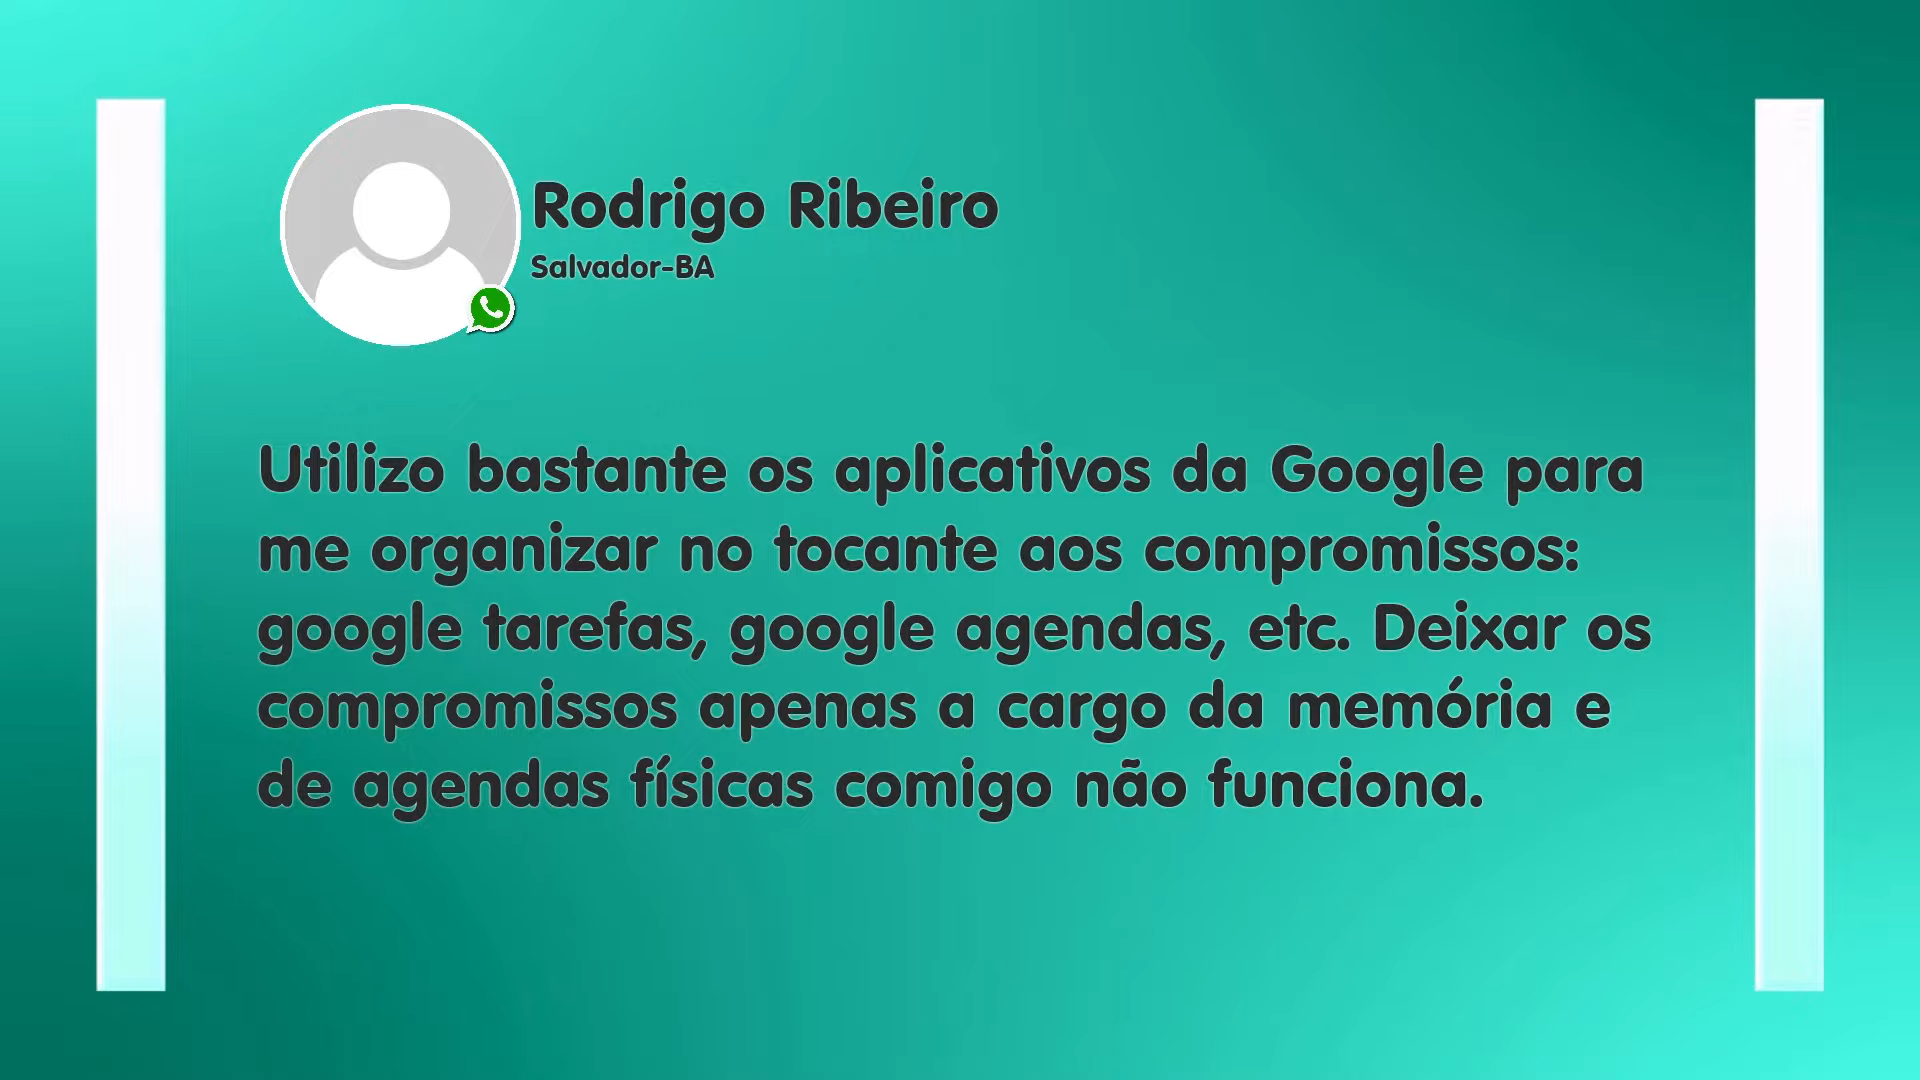 Rodrigo Ribeiro
Salvador-BA
Utilizo bastante os aplicativos da Google para
me organizar no tocante aos compromissos:
google tarefas, google agendas, etc. Deixar os
compromissos apenas a cargo da memória e
de agendas físicas comigo não funciona.